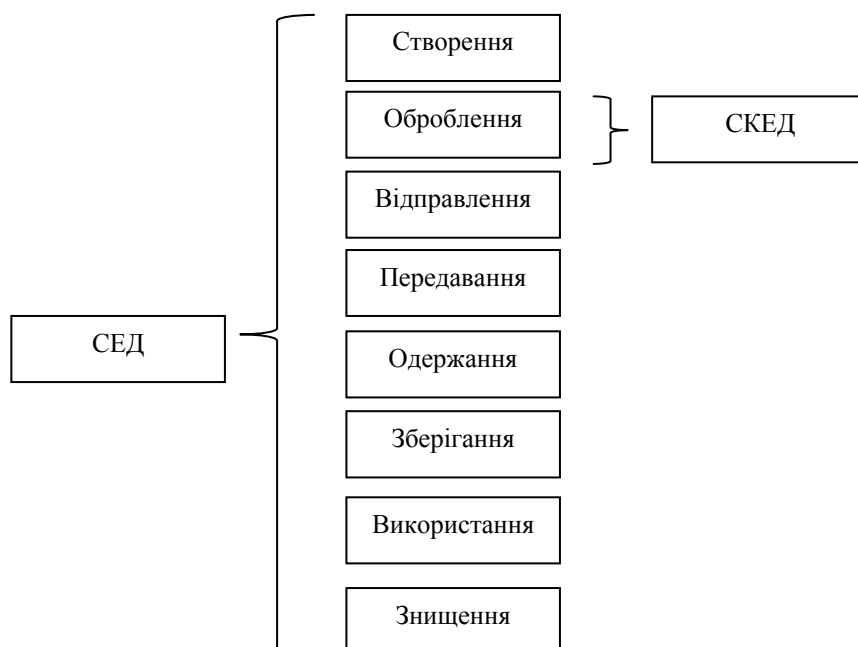 Створення
Оброблення
СКЕД
Відправлення
Передавання
СЕД
Одержання
Зберігання
Використання
Знищення